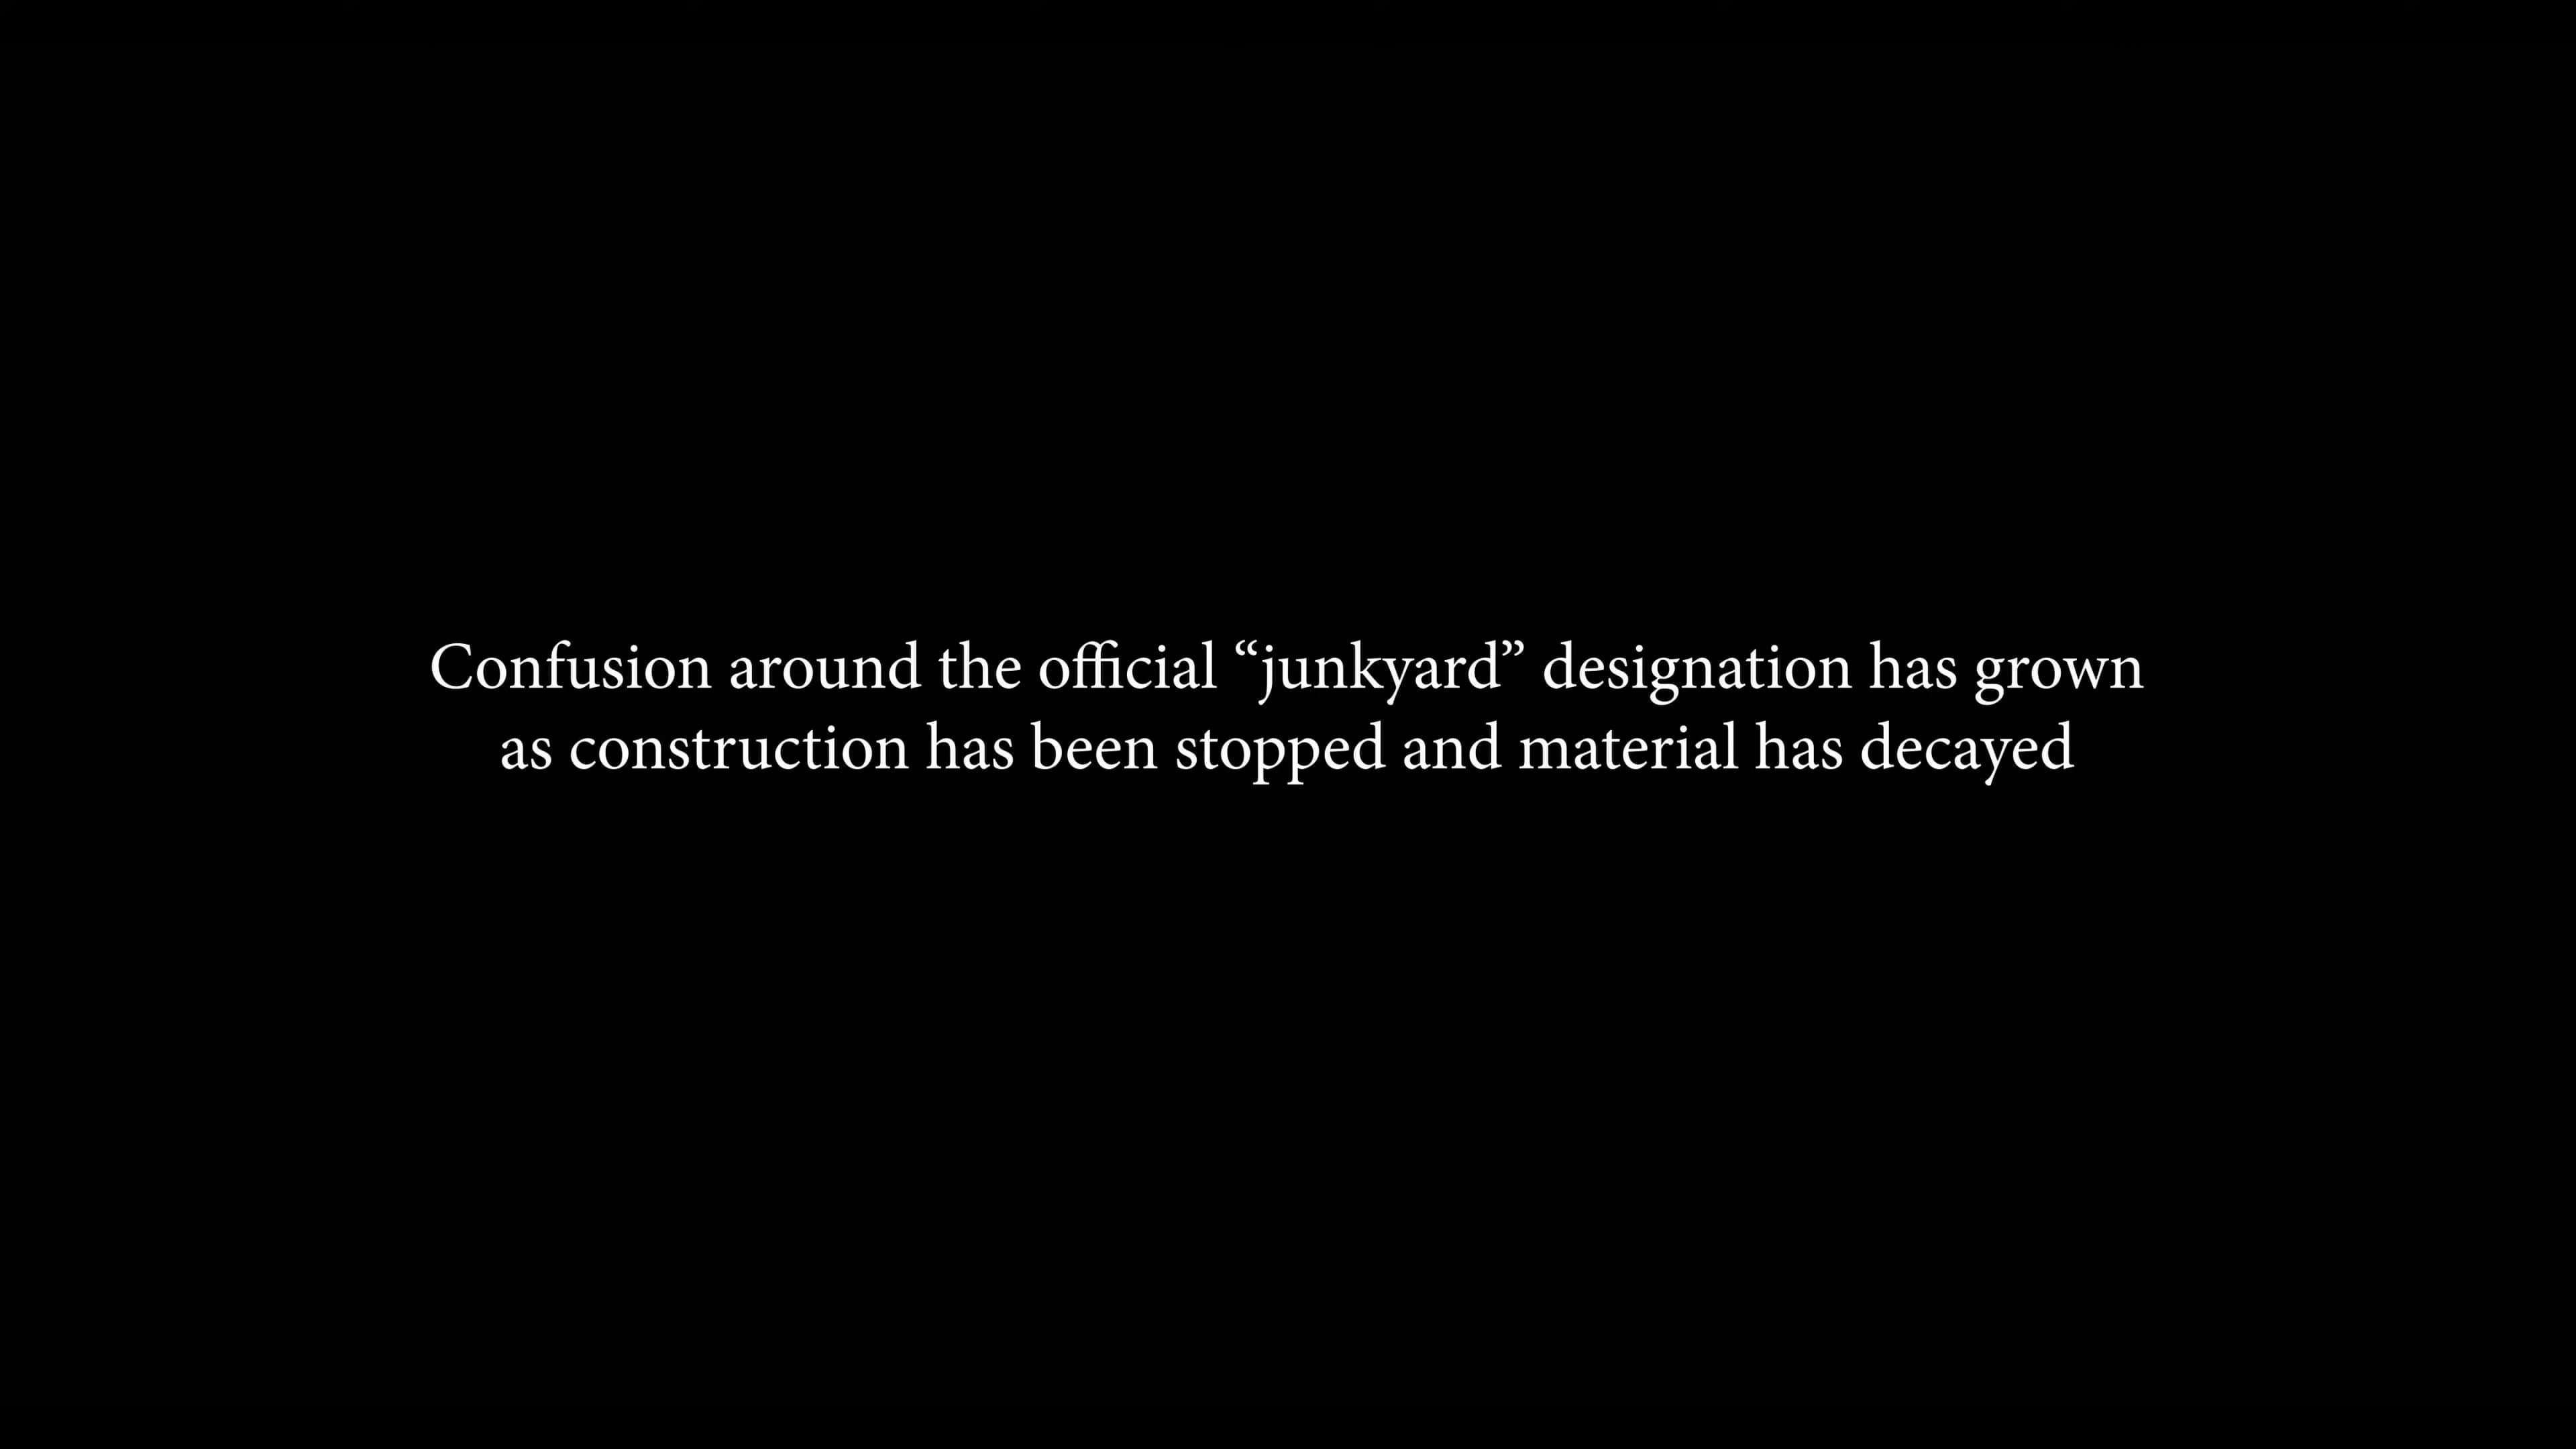 Confusion around the official “junkyard” designation has grown
as construction has been stopped and material has decayed